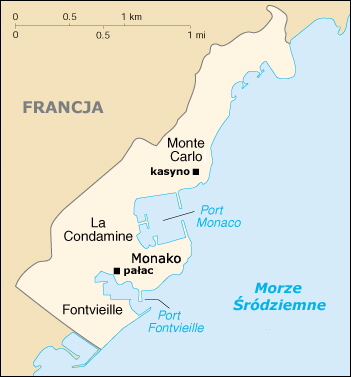 0 0.5 1 km
0 0.5 1 mi
FRANCJA
Monte
Carlo
kasyno
Port
Monaco
La
Condamine
Monako
pałac
Morze
Śródziemne
Fontvieille
Port
Fontvieille